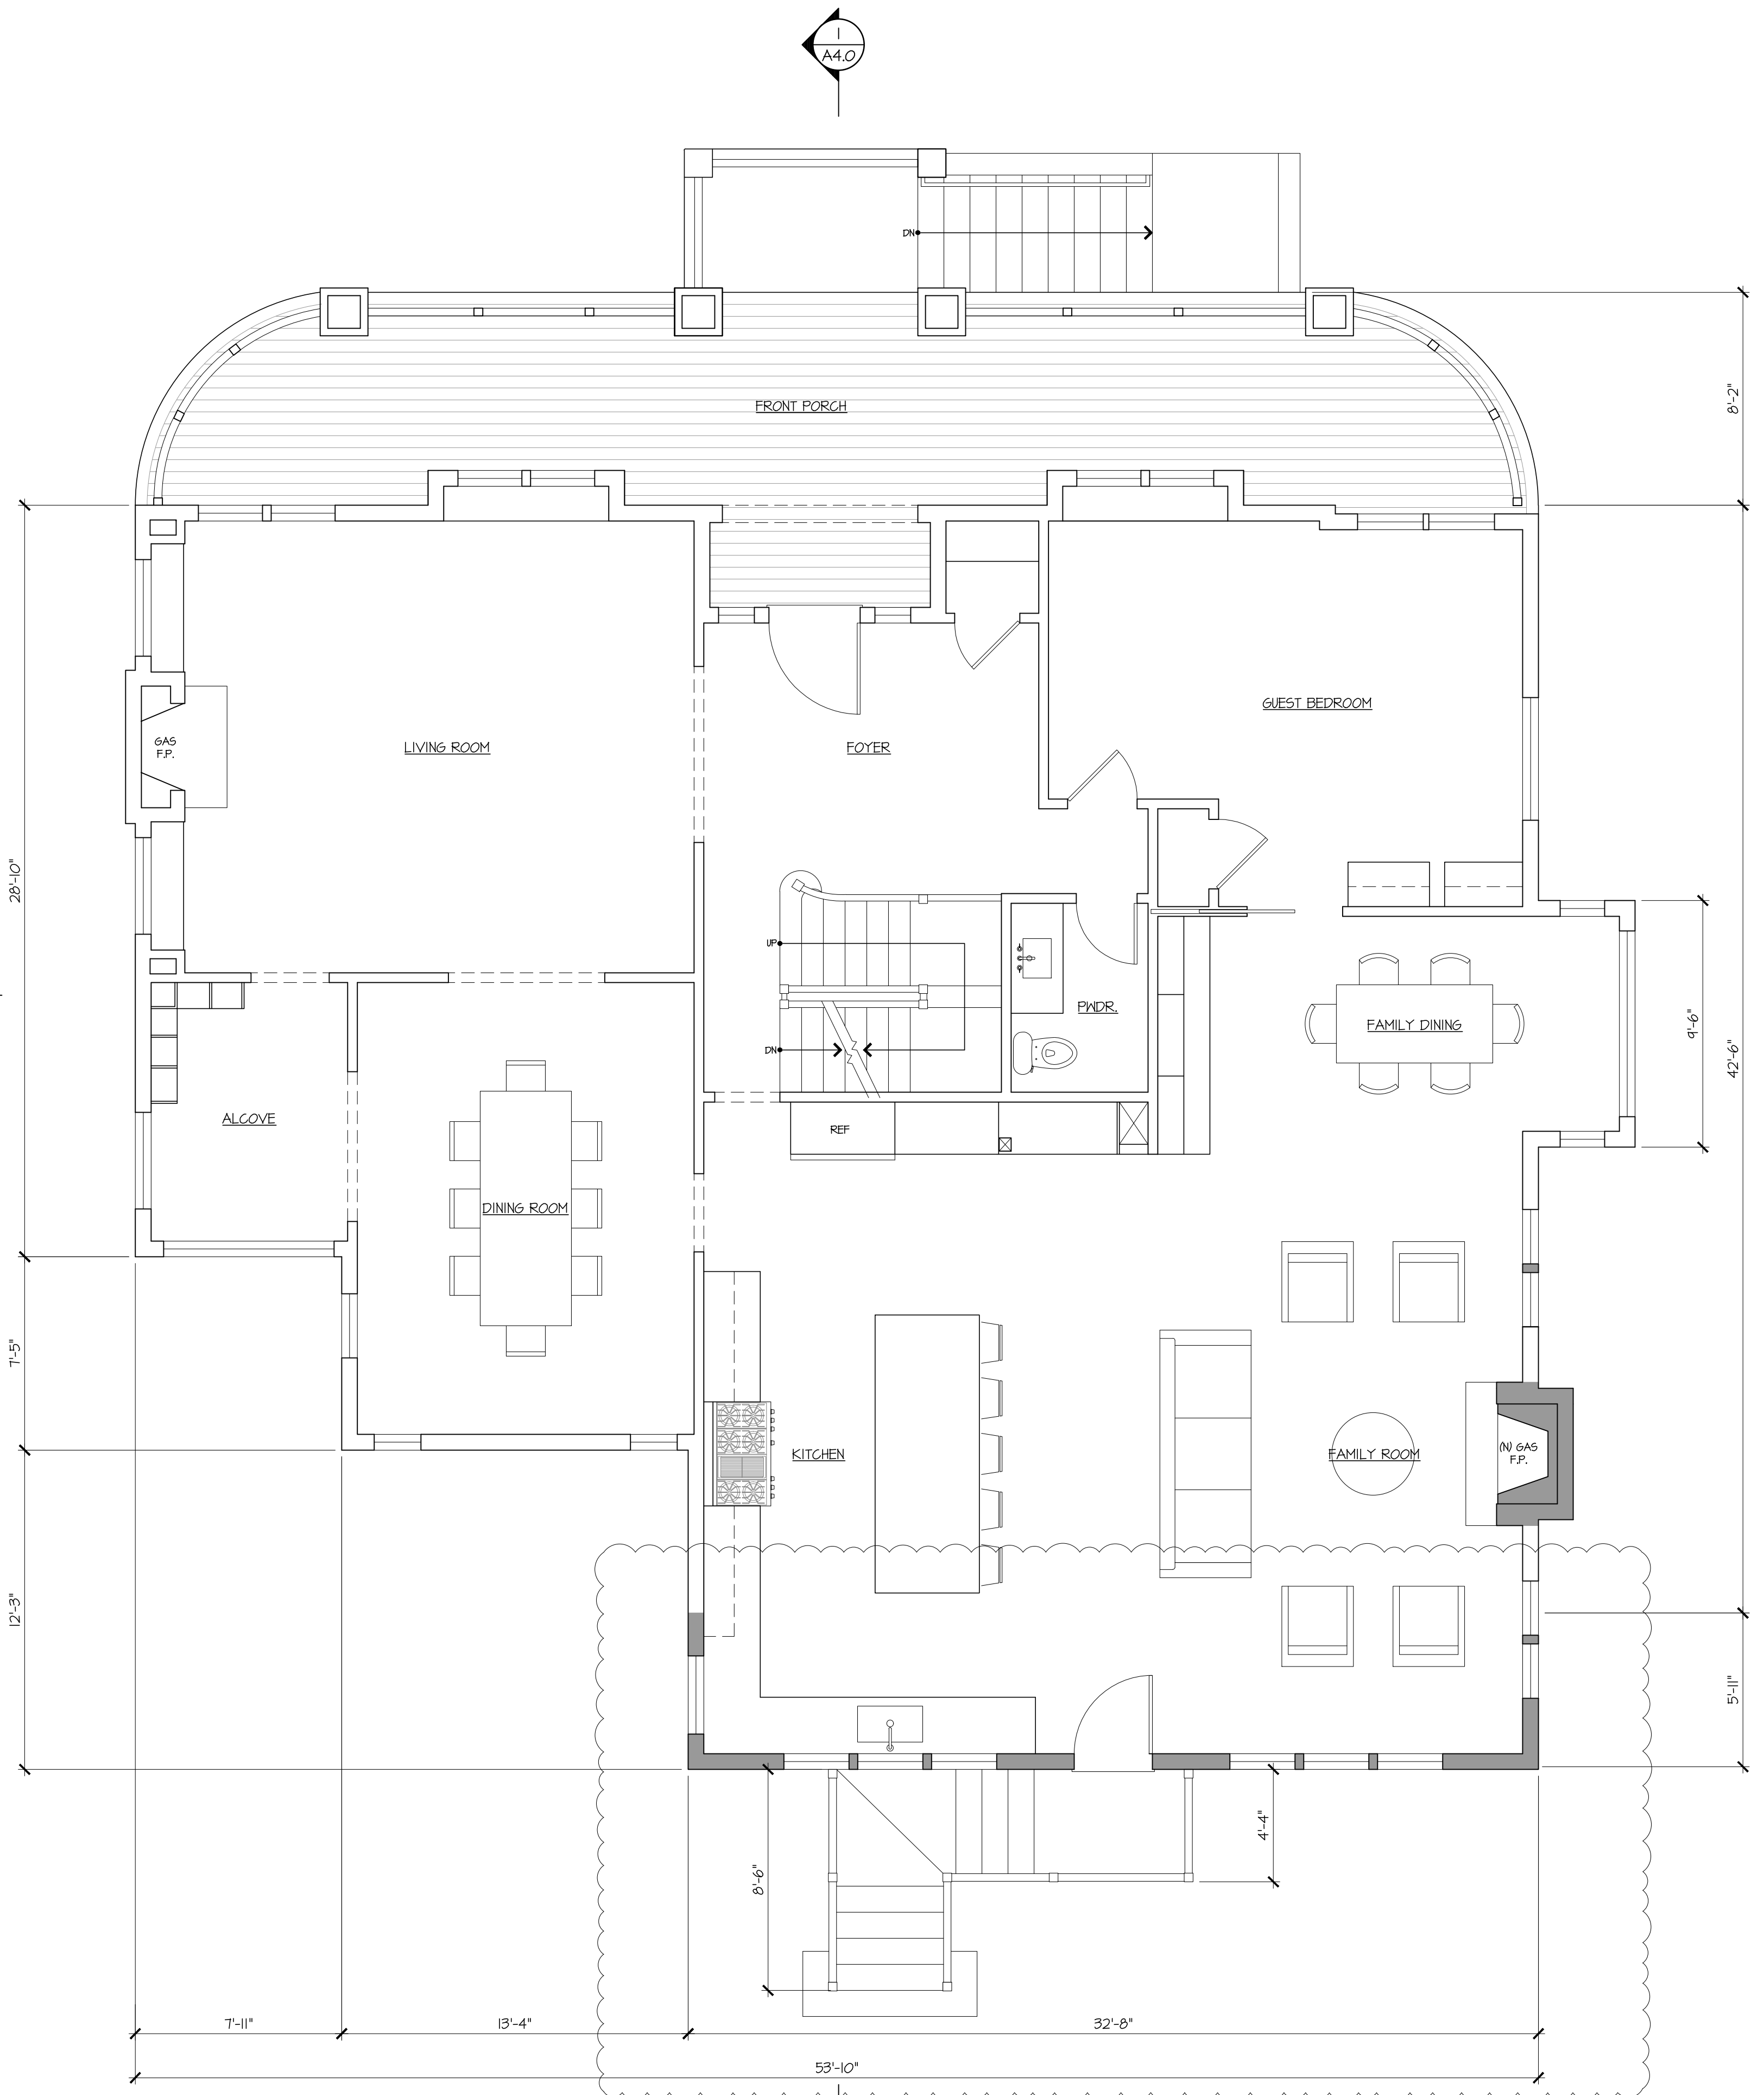 1
A4.0
DN
8'-2"
FRONT PORCH
GUEST BEDROOM
GAS
F.P.
LIVING ROOM
FOYER
28'-10"
UP
PWDR.
FAMILY DINING
9'-6"
42'-6"
DN
ALCOVE
REF
DINING ROOM
7'-5"
KITCHEN
FAMILY ROOM
(N) GAS
F.P.
12'-3"
5'-11"
4'-4"
8'-6"
7'-11"
13'-4"
32'-8"
53'-10"